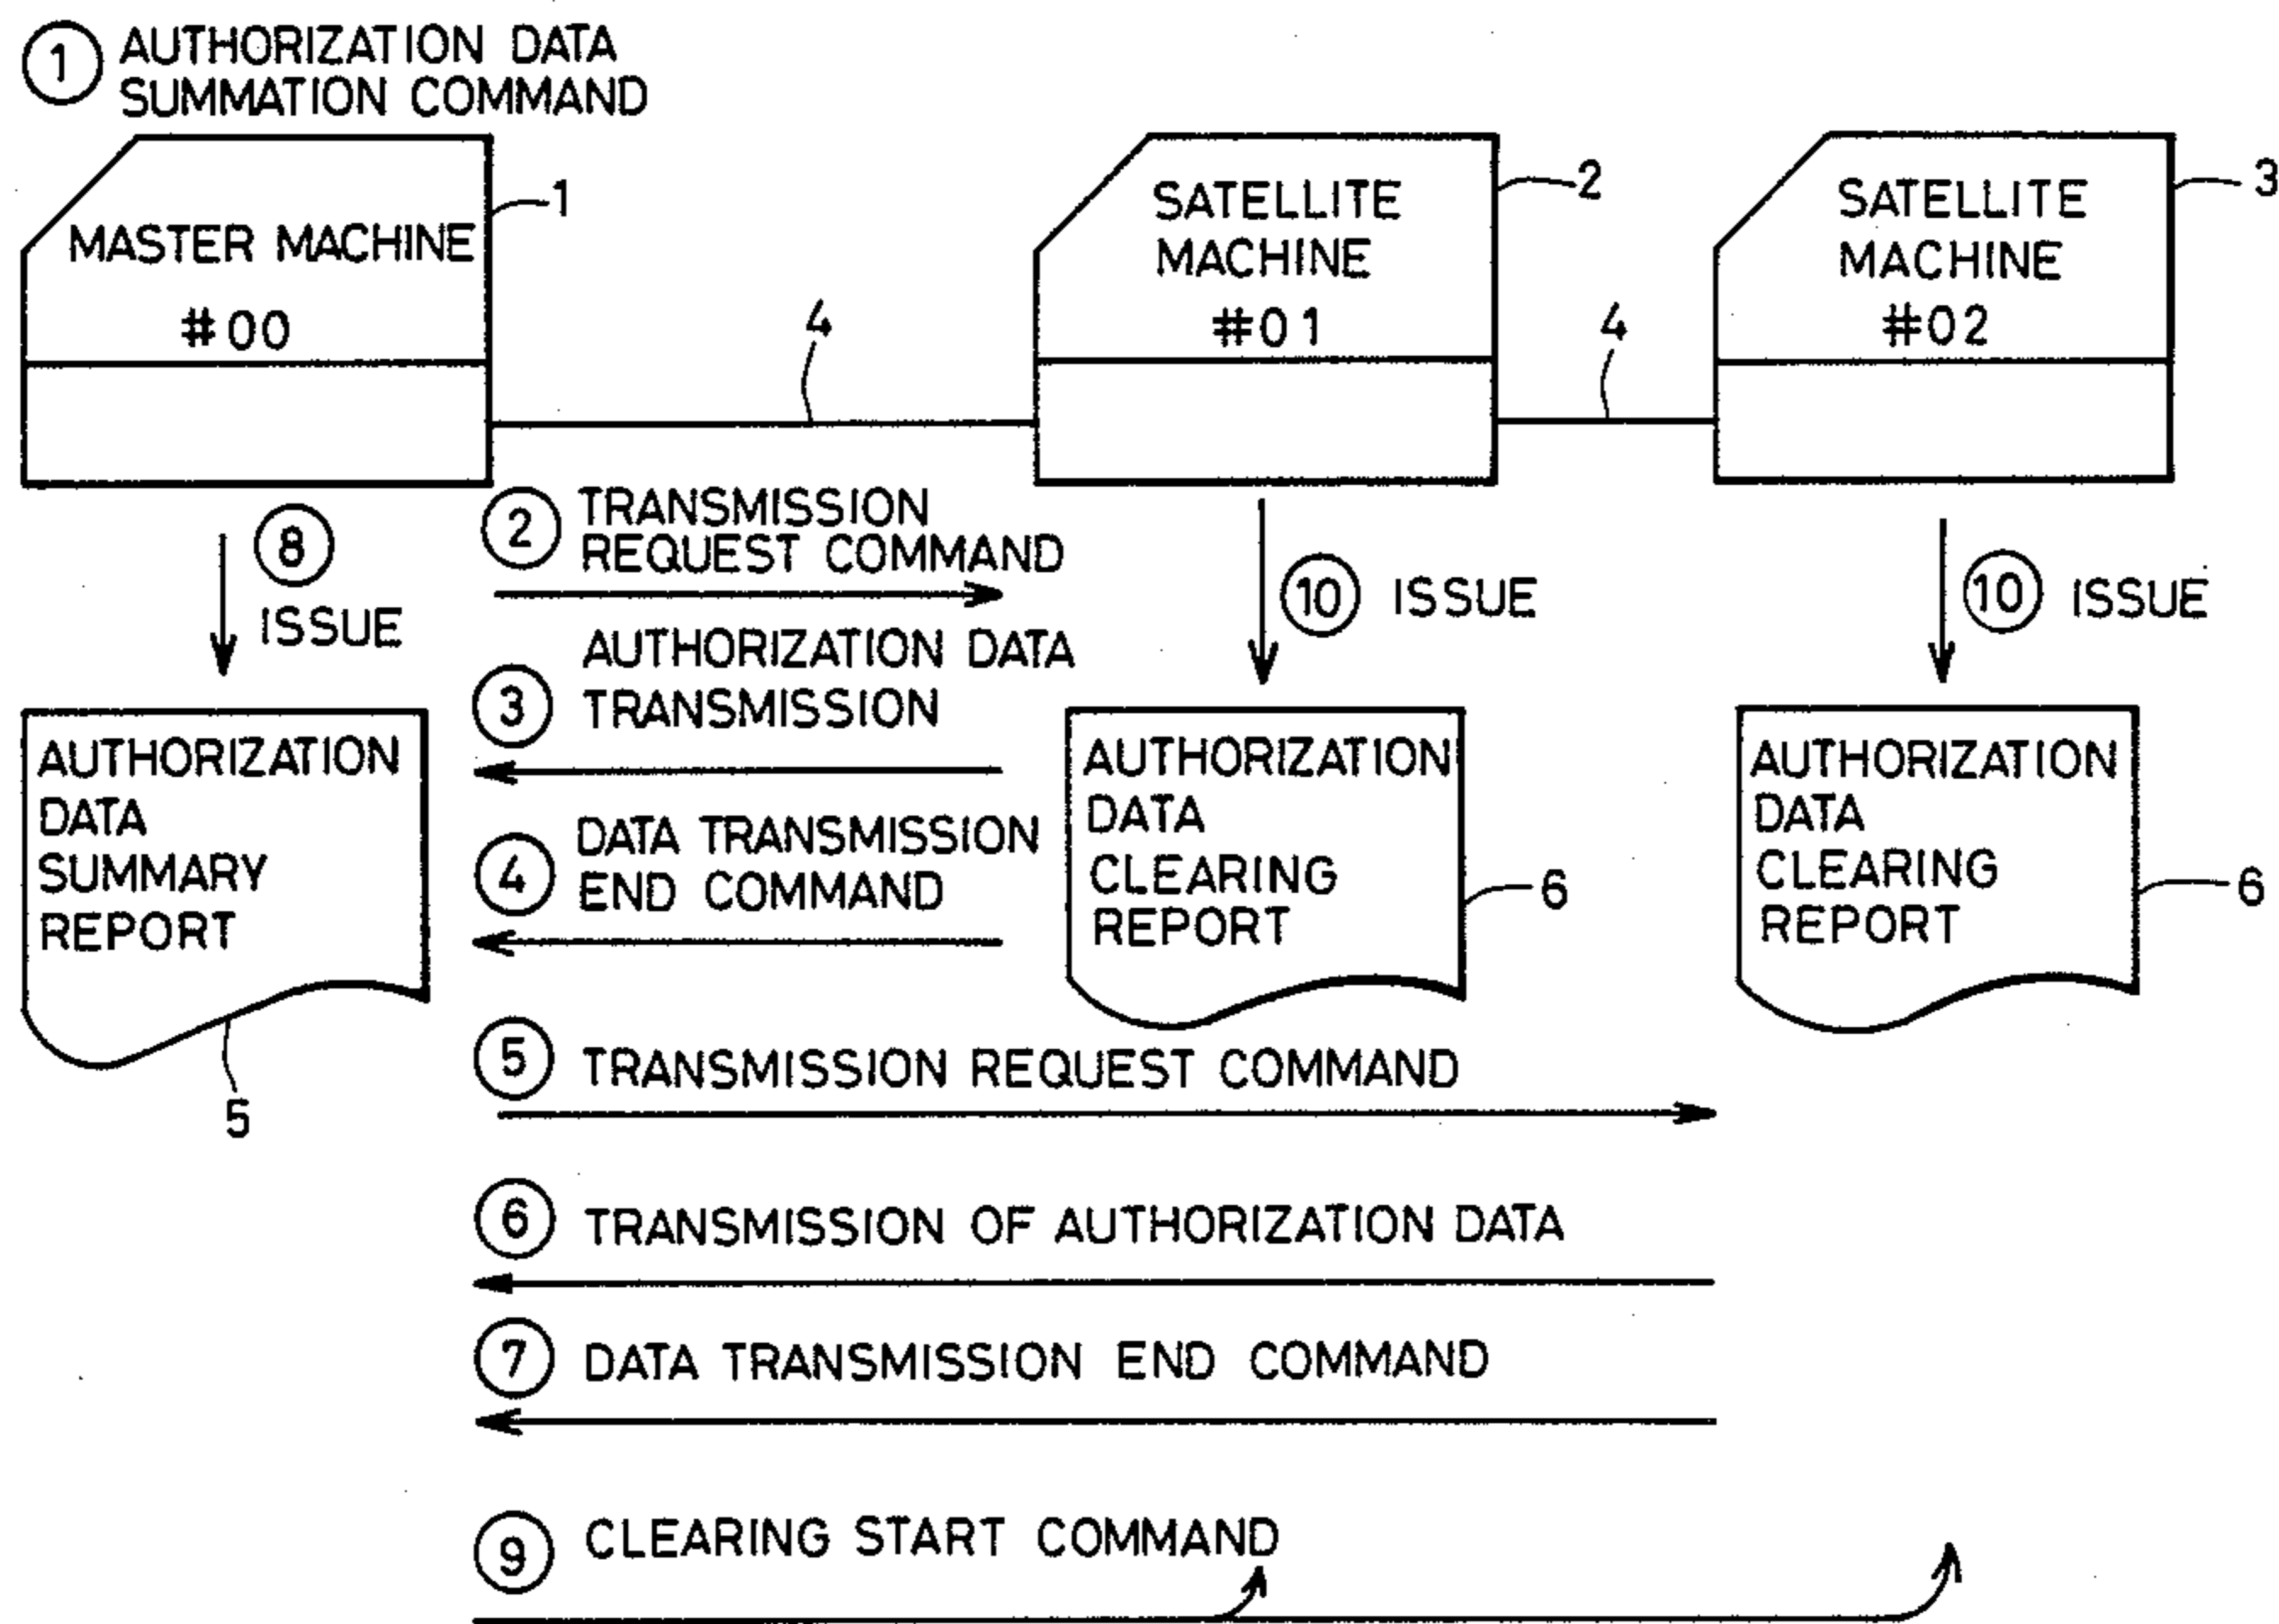 1 AUTHORIZATION DATA
SUMMATION COMMAND
MASTER MACHINE
#00
1
SATELLITE
MACHINE
#01
2
SATELLITE
MACHINE
#02
3
4
4
8
ISSUE
2 TRANSMISSION
REQUEST COMMAND
10 ISSUE
10 ISSUE
3 AUTHORIZATION DATA
TRANSMISSION
4 DATA TRANSMISSION
END COMMAND
AUTHORIZATION
DATA
SUMMARY
REPORT
5
AUTHORIZATION
DATA
CLEARING
REPORT
6
AUTHORIZATION
DATA
CLEARING
REPORT
6
5 TRANSMISSION REQUEST COMMAND
6 TRANSMISSION OF AUTHORIZATION DATA
7 DATA TRANSMISSION END COMMAND
9 CLEARING START COMMAND